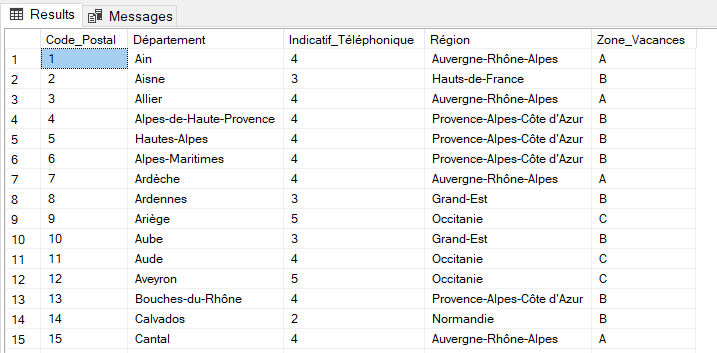 Results Messages
Code_Postal Département Indicatif_Téléphonique Région Zone_Vacances
1 1 Ain 4 Auvergne-Rhône-Alpes A
2 2 Aisne 3 Hauts-de-France B
3 3 Allier 4 Auvergne-Rhône-Alpes A
4 4 Alpes-de-Haute-Provence 4 Provence-Alpes-Côte d'Azur B
5 5 Hautes-Alpes 4 Provence-Alpes-Côte d'Azur B
6 6 Alpes-Maritimes 4 Provence-Alpes-Côte d'Azur B
7 7 Ardèche 4 Auvergne-Rhône-Alpes A
8 8 Ardennes 3 Grand-Est B
9 9 Ariège 5 Occitanie C
10 10 Aube 3 Grand-Est B
11 11 Aude 4 Occitanie C
12 12 Aveyron 5 Occitanie C
13 13 Bouches-du-Rhône 4 Provence-Alpes-Côte d'Azur B
14 14 Calvados 2 Normandie B
15 15 Cantal 4 Auvergne-Rhône-Alpes A